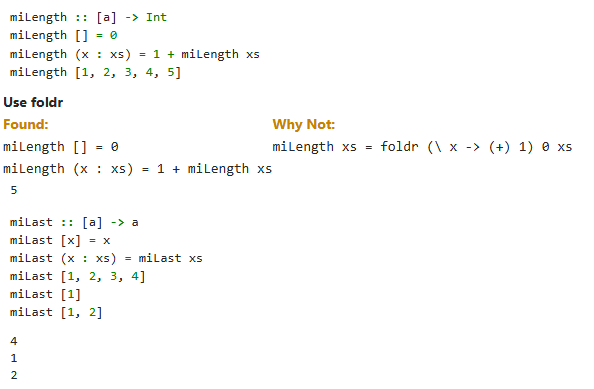 miLength :: [a] -> Int
miLength [] = 0
miLength (x : xs) = 1 + miLength xs
miLength [1, 2, 3, 4, 5]
Use foldr
Found:
miLength [] = 0
miLength (x : xs) = 1 + miLength xs
Why Not:
miLength xs = foldr (\ x -> (+) 1) 0 xs
5
miLast :: [a] -> a
miLast [x] = x
miLast (x : xs) = miLast xs
miLast [1, 2, 3, 4]
miLast [1]
miLast [1, 2]
4
1
2